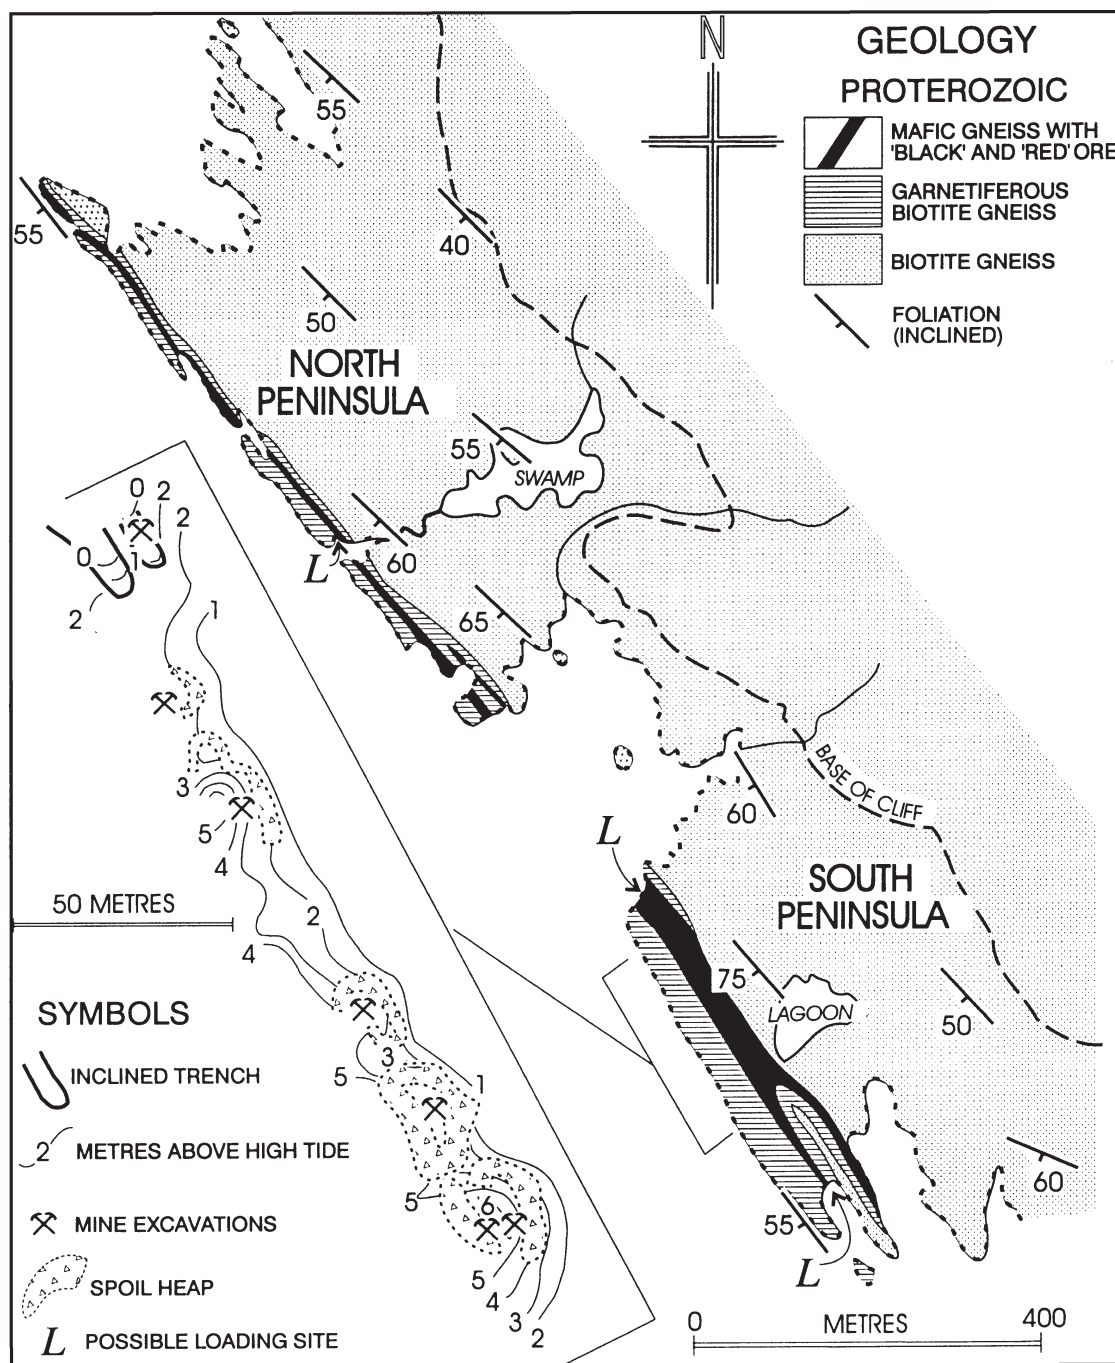 N
GEOLOGY
PROTEROZOIC
MAFIC GNEISS WITH
'BLACK' AND 'RED' ORE
GARNETIFEROUS
BIOTITE GNEISS
BIOTITE GNEISS
FOLIATION
(INCLINED)
55
40
55
50
NORTH
PENINSULA
55
SWAMP
60
L
65
0 2
2
0
1
2
1
3
5
4
50 METRES
2
4
3
5
1
5
6
5
4
3
2
60
BASE OF CLIFF
L
SOUTH
PENINSULA
75
LAGOON
50
60
55
L
SYMBOLS
INCLINED TRENCH
2
METRES ABOVE HIGH TIDE
MINE EXCAVATIONS
SPOIL HEAP
L POSSIBLE LOADING SITE
0 METRES 400